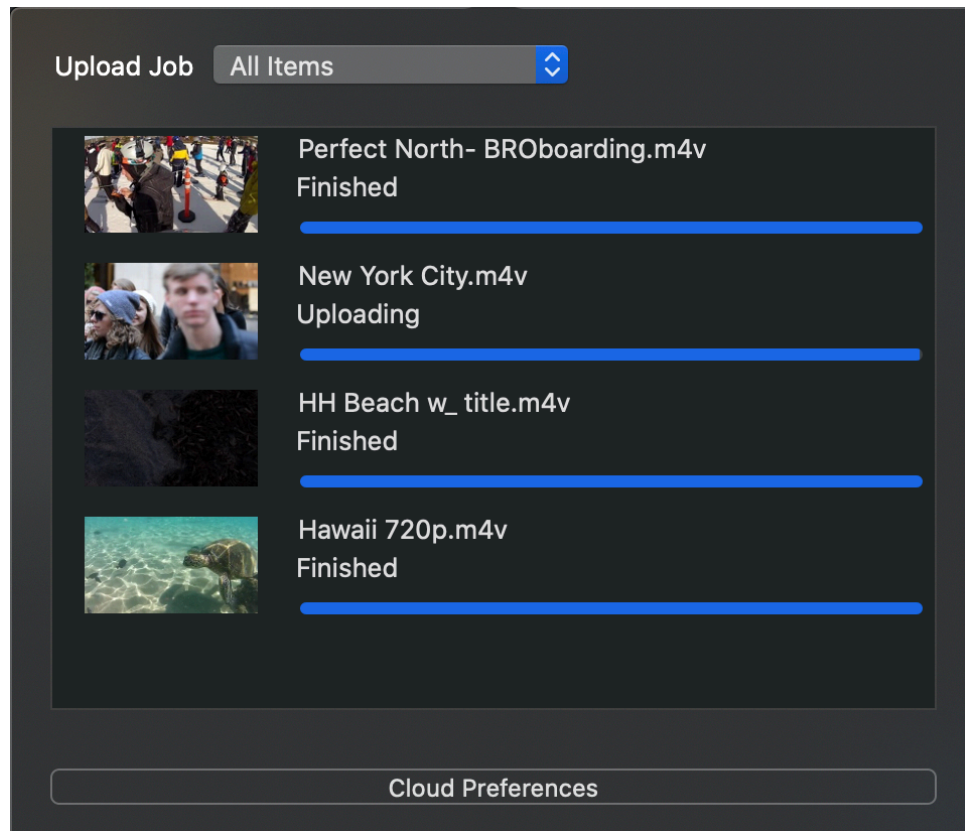 Upload Job All Items
Perfect North- BROboarding.m4v
Finished
New York City.m4v
Uploading
HH Beach w_ title.m4v
Finished
Hawaii 720p.m4v
Finished
Cloud Preferences